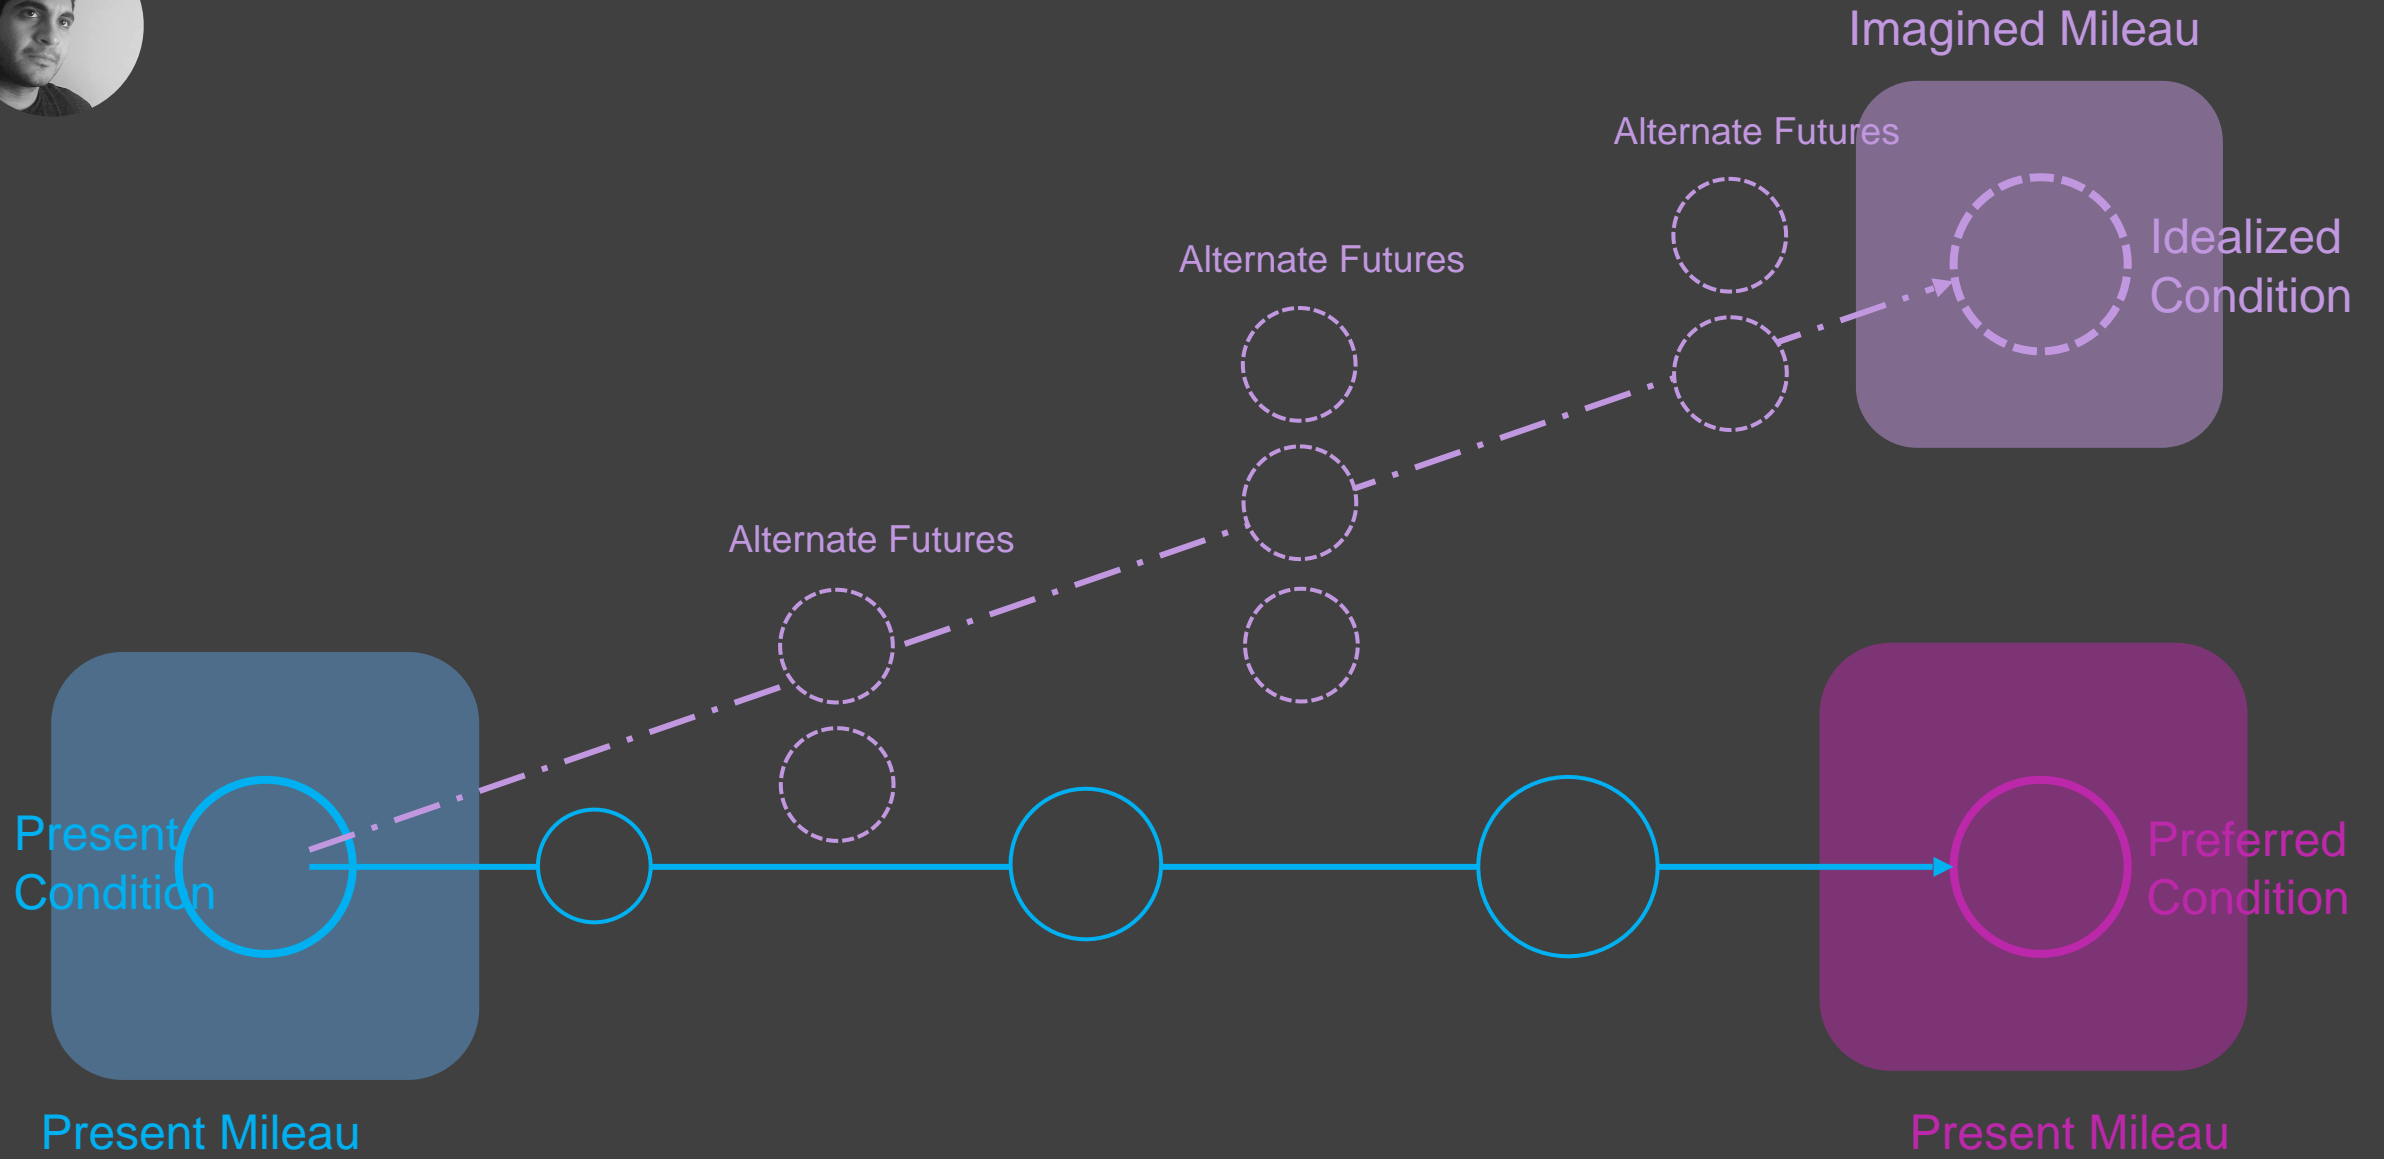 Imagined Mileau
Alternate Futures
Idealized
Condition
Alternate Futures
Alternate Futures
Present
Condition
Preferred
Condition
Present Mileau
Present Mileau